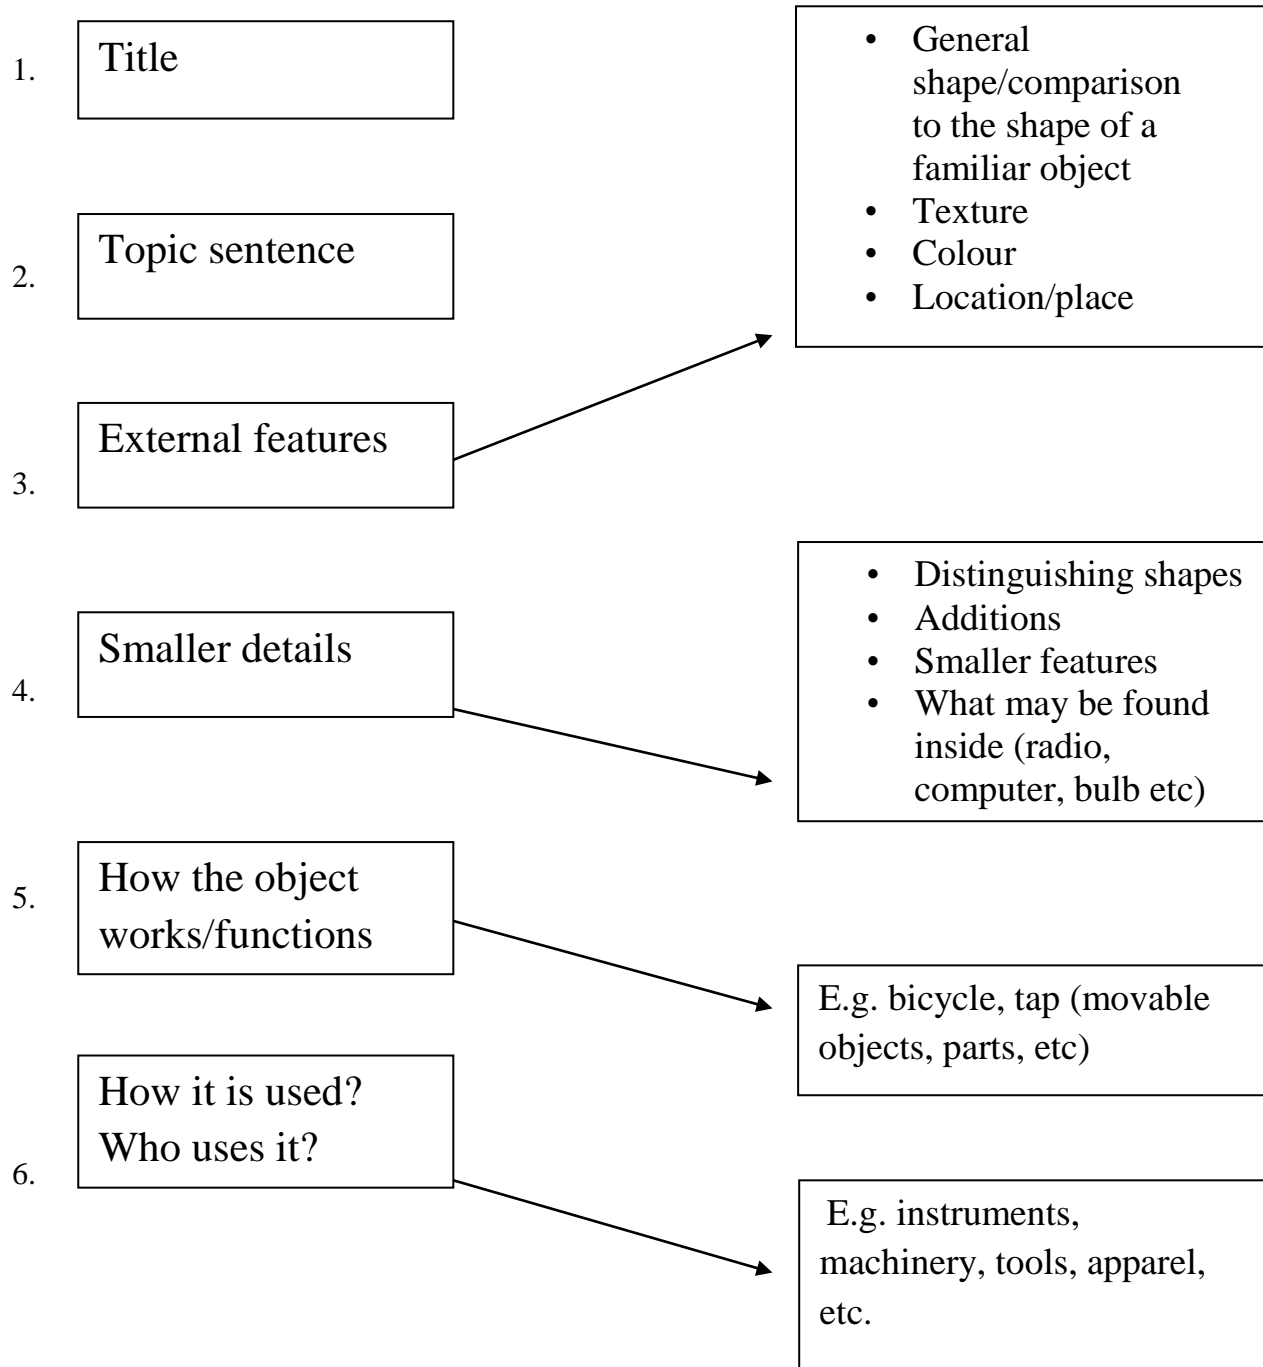 1.
Title
2.
Topic sentence
3.
External features
• General
shape/comparison
to the shape of a
familiar object
• Texture
• Colour
• Location/place
4.
Smaller details
• Distinguishing shapes
• Additions
• Smaller features
• What may be found
inside (radio,
computer, bulb etc)
5.
How the object
works/functions
E.g. bicycle, tap (movable
objects, parts, etc)
6.
How it is used?
Who uses it?
E.g. instruments,
machinery, tools, apparel,
etc.